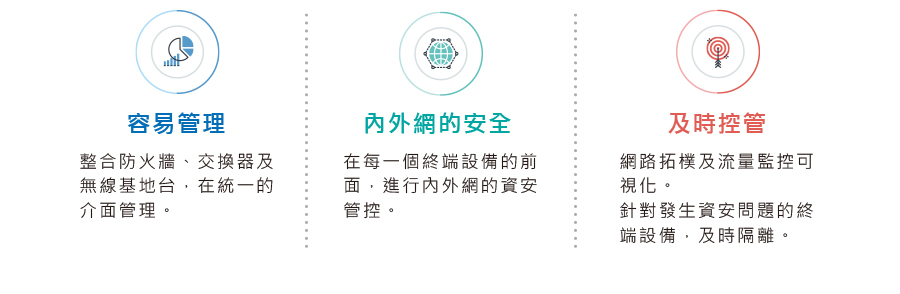 容易管理
整合防火牆、交換器及
無線基地台，在統一的
介面管理。
內外網的安全
在每一個終端設備的前
面，進行內外網的資安
管控。
及時控管
網路拓樸及流量監控可
視化。
針對發生資安問題的終
端設備，及時隔離。